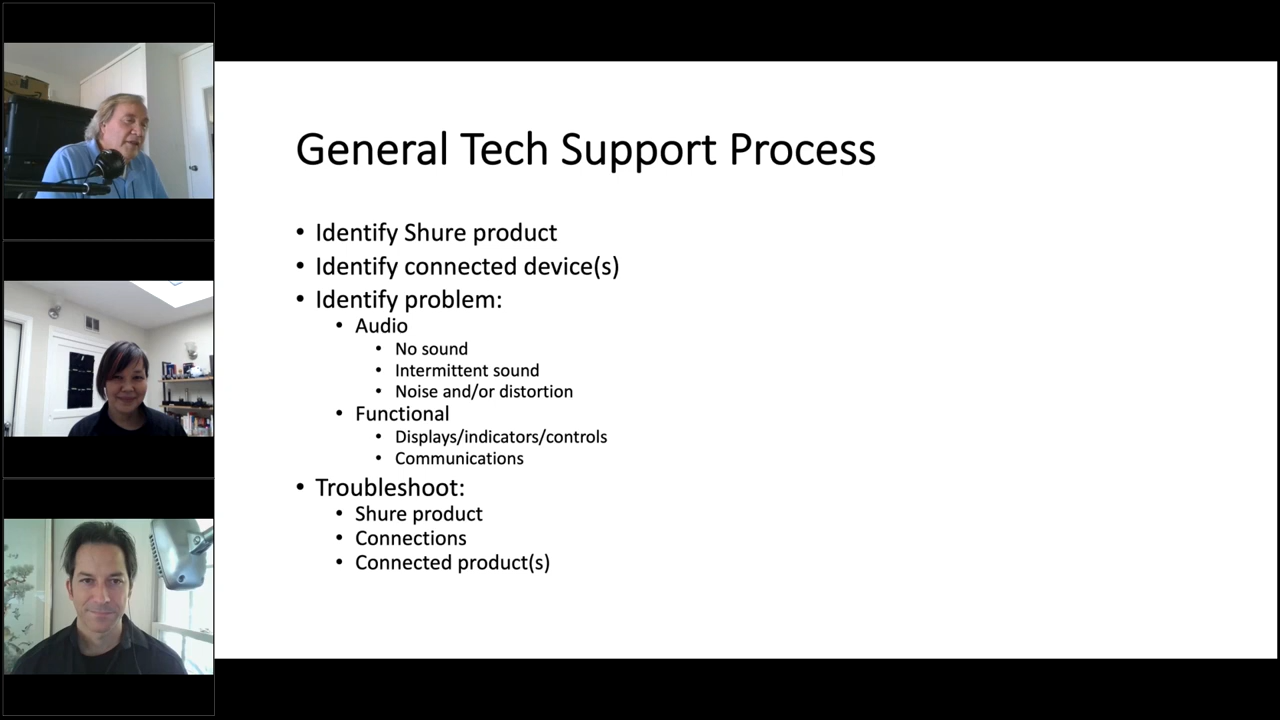 General Tech Support Process
• Identify Shure product
• Identify connected device(s)
• Identify problem:
• Audio
• No sound
• Intermittent sound
• Noise and/or distortion
• Functional
• Displays/indicators/controls
• Communications
• Troubleshoot:
• Shure product
• Connections
• Connected product(s)